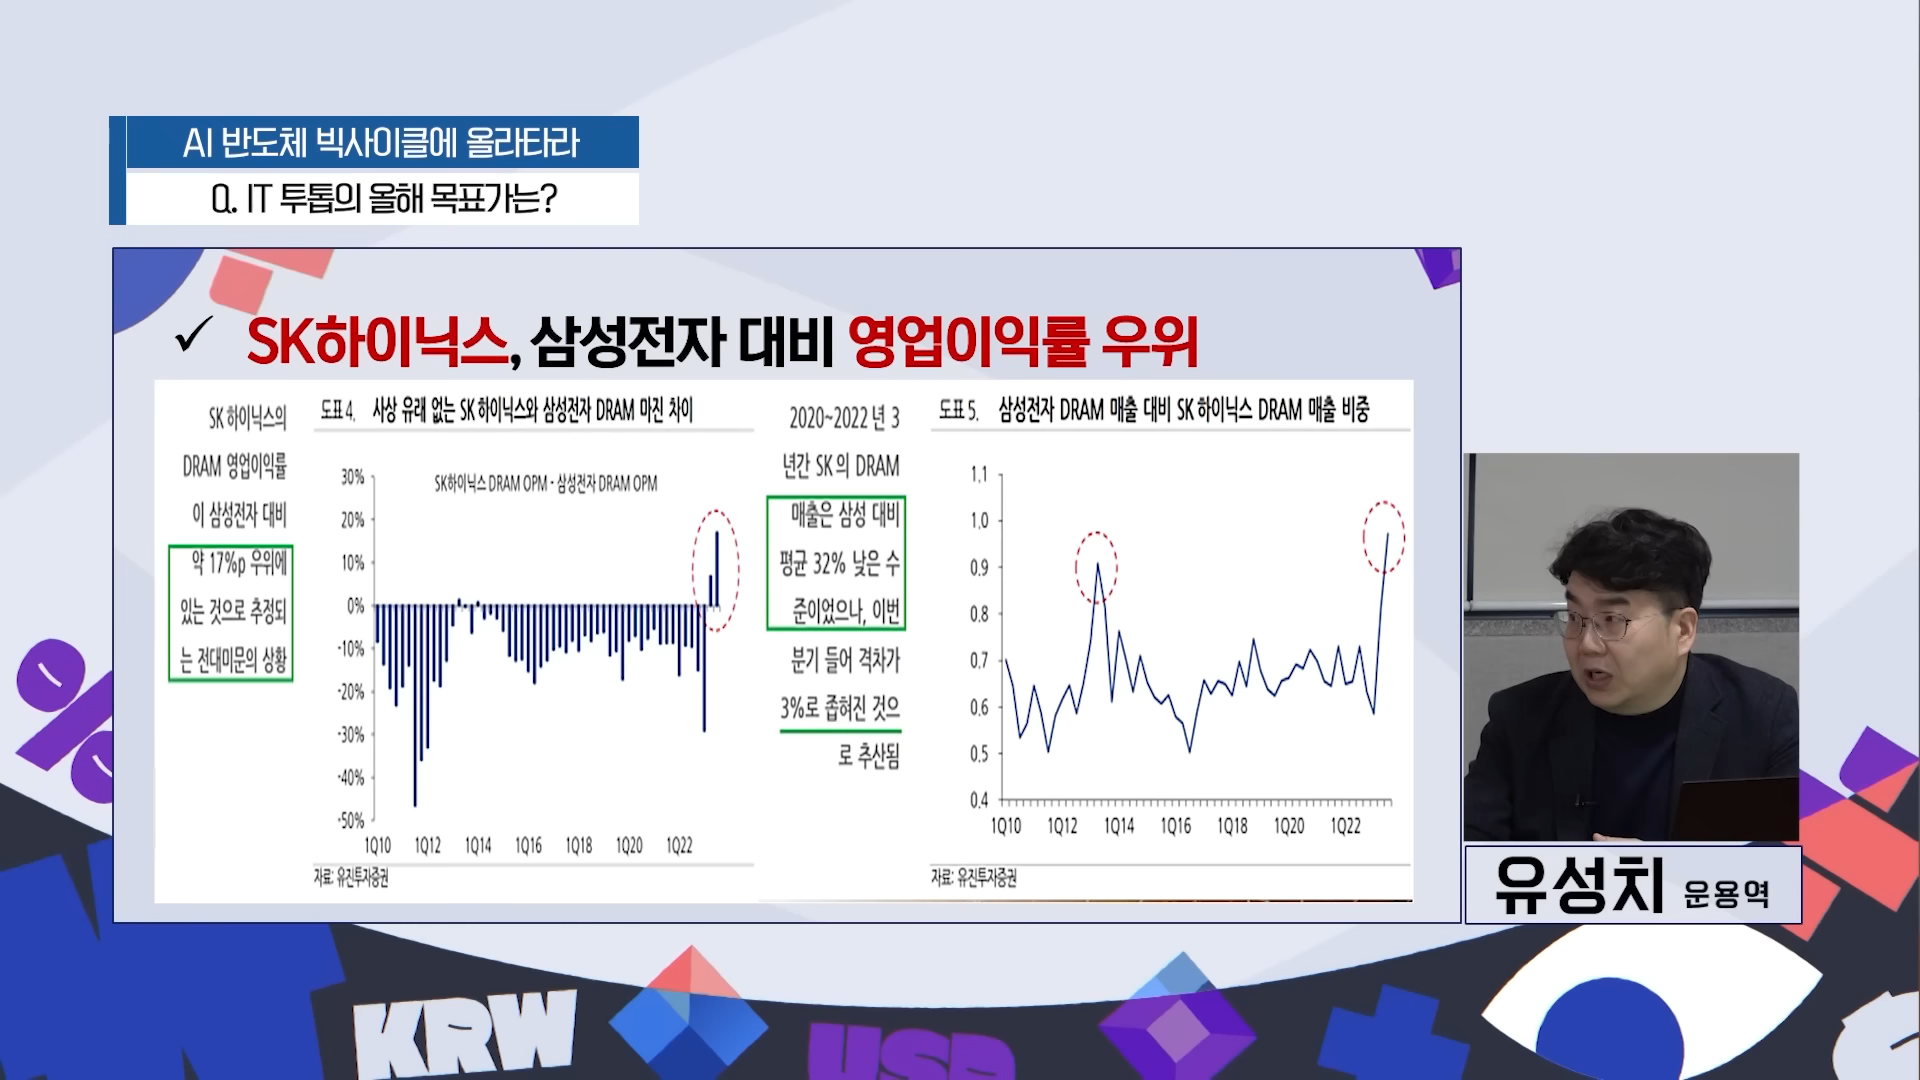 AI 반도체 빅사이클에 올라타라
Q. IT 투톱의 올해 목표가는?
✓ SK하이닉스, 삼성전자 대비 영업이익률 우위
SK 하이닉스의
DRAM 영업이익률
이 삼성전자 대비
약 17%p 우위에
있는 것으로 추정되
는 전대미문의 상황
도표 4. 사상 유래 없는 SK하이닉스와 삼성전자 DRAM 마진 차이
SK하이닉스 DRAM OPM - 삼성전자 DRAM OPM
30%
20%
10%
0%
-10%
-20%
-30%
-40%
-50%
1Q10 1Q12 1Q14 1Q16 1Q18 1Q20 1Q22
자료: 유진투자증권
2020~2022 년 3
년간 SK 의 DRAM
매출은 삼성 대비
평균 32% 낮은 수
준이었으나, 이번
분기 들어 격차가
3%로 좁혀진 것으
로 추산됨
도표 5. 삼성전자 DRAM 매출 대비 SK하이닉스 DRAM 매출 비중
1.1
1.0
0.9
0.8
0.7
0.6
0.5
0.4
1Q10 1Q12 1Q14 1Q16 1Q18 1Q20 1Q22
자료: 유진투자증권
유성치 운용역
%
KRW
USD